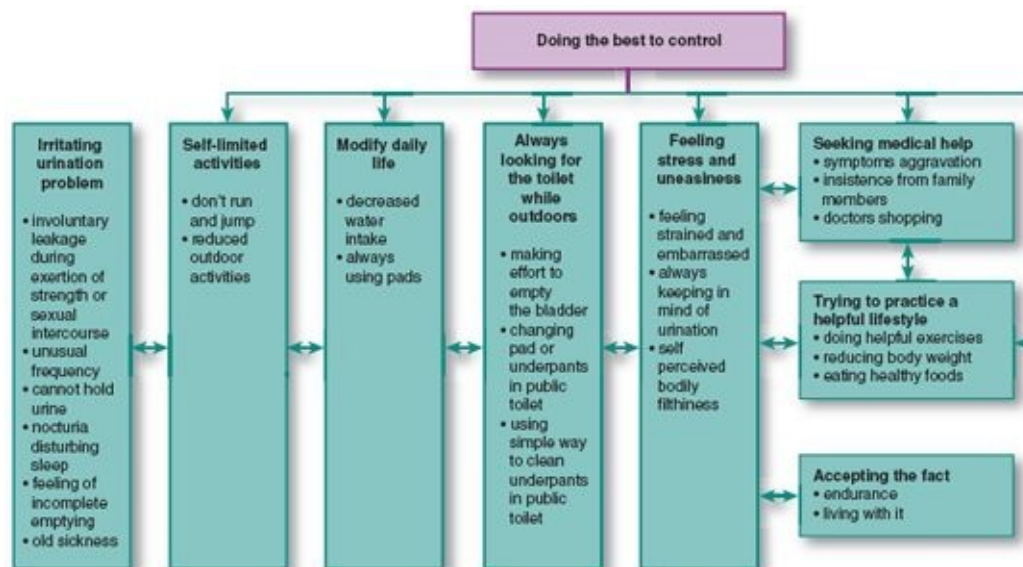 Doing the best to control
Irritating
urination
problem
• involuntary
leakage
during
exertion of
strength or
sexual
intercourse
• unusual
frequency
• cannot hold
urine
• nocturia
disturbing
sleep
• feeling of
incomplete
emptying
• old sickness
Self-limited
activities
• don't run
and jump
• reduced
outdoor
activities
Modify daily
life
• decreased
water
intake
• always
using pads
Always
looking for
the toilet
while
outdoors
• making
effort to
empty
the bladder
• changing
pad or
underpants
in public
toilet
• using
simple way
to clean
underpants
in public
toilet
Feeling
stress and
uneasiness
• feeling
strained and
embarrassed
• always
keeping in
mind of
urination
• self
perceived
bodily
filthiness
Seeking medical help
• symptoms aggravation
• insistence from family
members
• doctors shopping
Trying to practice a
helpful lifestyle
• doing helpful exercises
• reducing body weight
• eating healthy foods
Accepting the fact
• endurance
• living with it